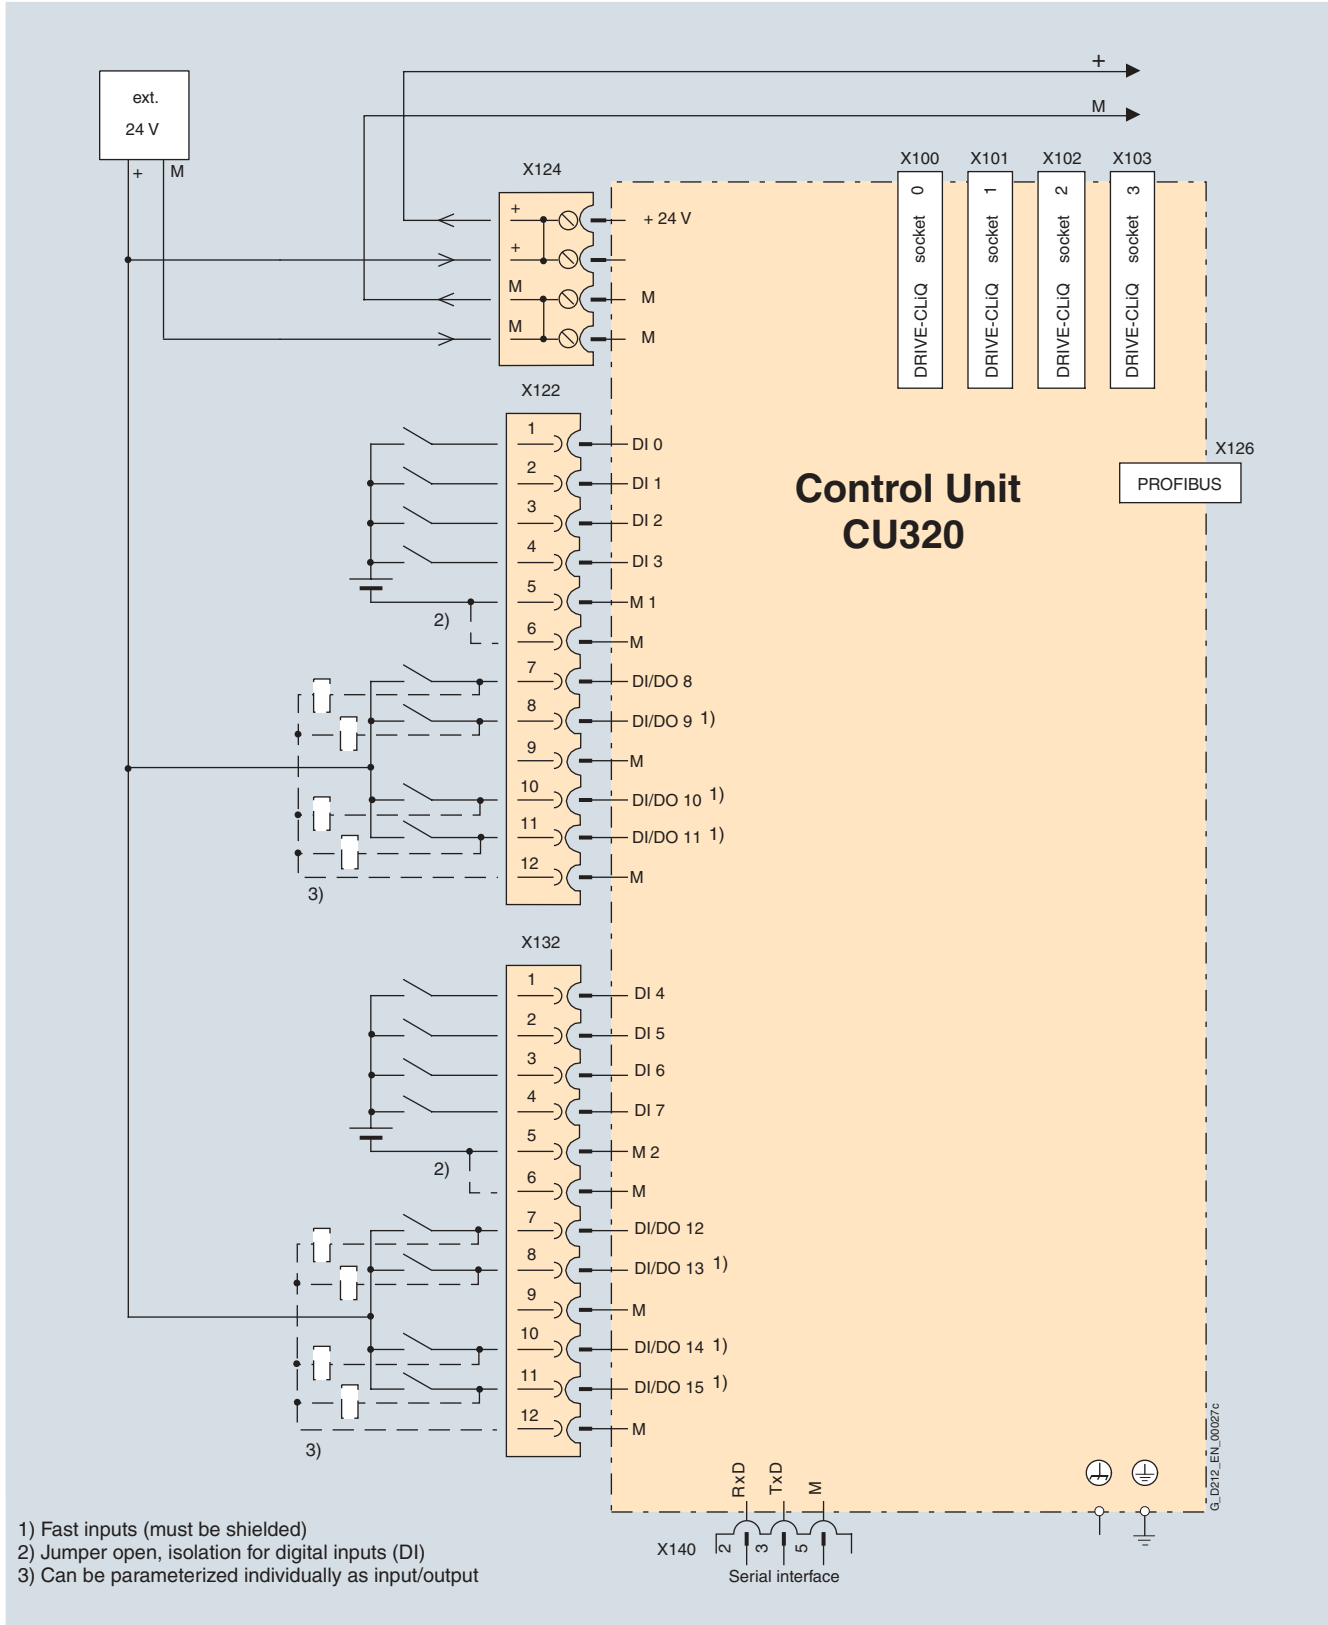 +
M
ext.
24 V
+ M
X124
X100 X101 X102 X103
DRIVE-CLiQ socket 0
DRIVE-CLiQ socket 1
DRIVE-CLiQ socket 2
DRIVE-CLiQ socket 3
+ + 24 V
+
M M
M M
X122
1 DI 0
2 DI 1
3 DI 2
4 DI 3
5 M 1
2)
6 M
7 DI/DO 8
8 DI/DO 9 1)
9 M
10 DI/DO 10 1)
11 DI/DO 11 1)
12 M
3)
Control Unit
CU320
X126
PROFIBUS
X132
1 DI 4
2 DI 5
3 DI 6
4 DI 7
5 M 2
2)
6 M
7 DI/DO 12
8 DI/DO 13 1)
9 M
10 DI/DO 14 1)
11 DI/DO 15 1)
12 M
3)
G_D212_EN_00027c
RxD TxD M
X140 2 3 5
Serial interface
1) Fast inputs (must be shielded)
2) Jumper open, isolation for digital inputs (DI)
3) Can be parameterized individually as input/output